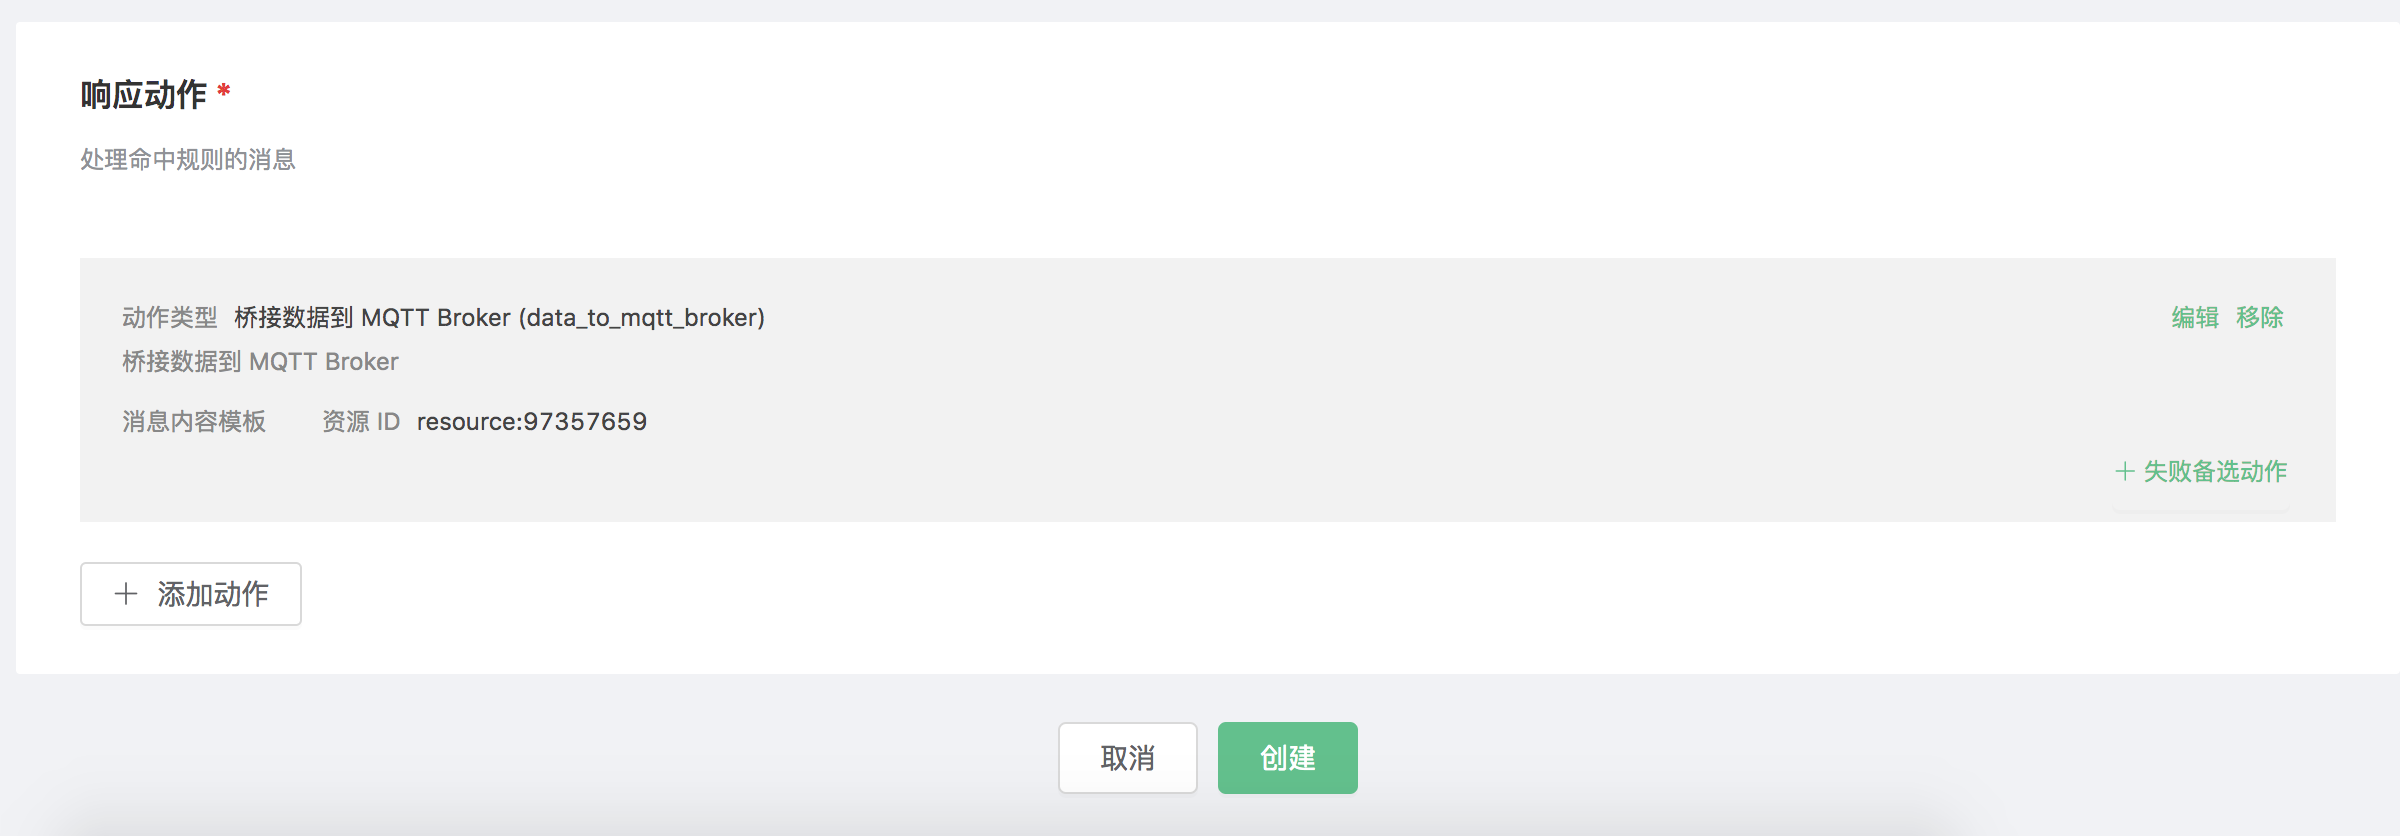 响应动作 *
处理命中规则的消息
动作类型 桥接数据到 MQTT Broker (data_to_mqtt_broker)
编辑 移除
桥接数据到 MQTT Broker
消息内容模板 资源 ID resource:97357659
+ 失败备选动作
+ 添加动作
取消 创建